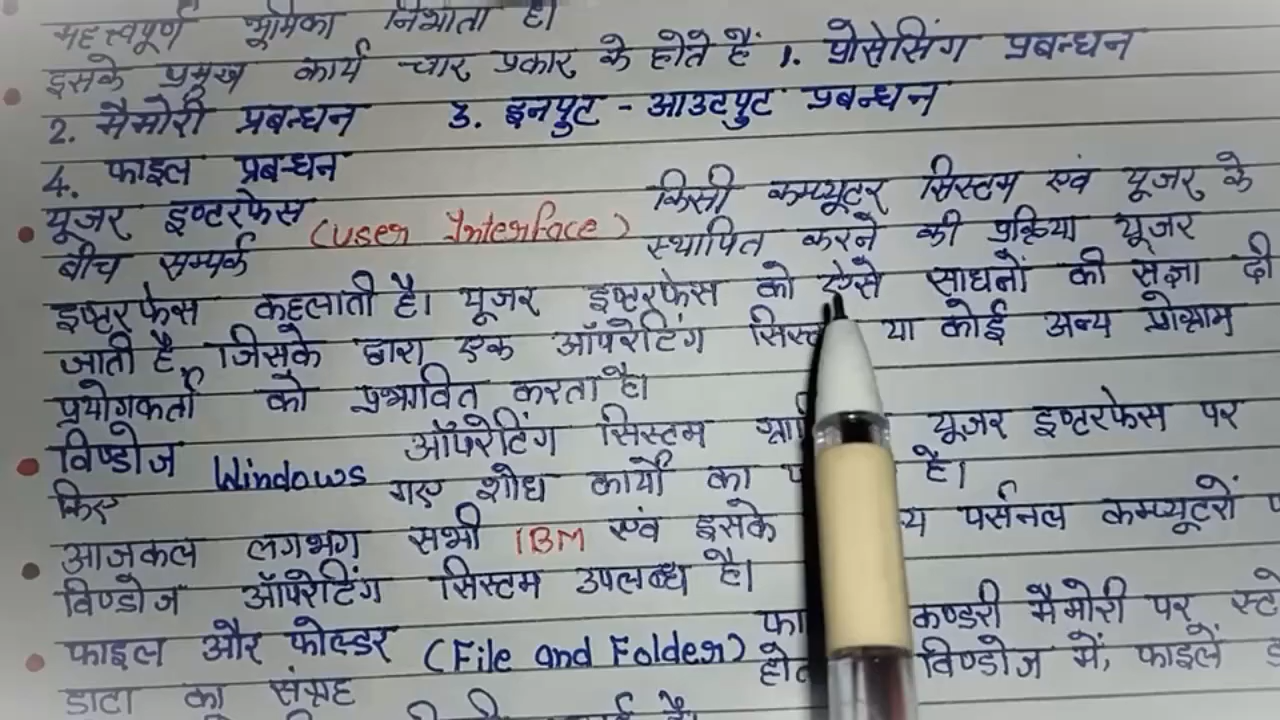 महत्त्वपूर्ण भूमिका निभाता है।
इसके प्रमुख कार्य चार प्रकार के होते हैं 1. प्रोसेसिंग प्रबन्धन
2. मैमोरी प्रबन्धन 3. इनपुट - आउटपुट प्रबन्धन
4. फाइल प्रबन्धन
यूजर इण्टरफेस (User Interface) किसी कम्प्यूटर सिस्टम एवं यूजर के
बीच सम्पर्क स्थापित करने की प्रक्रिया यूजर
इण्टरफेस कहलाती है। यूजर इण्टरफेस को ऐसे साधनों की संज्ञा दी
जाती है, जिसके द्वारा एक ऑपरेटिंग या कोई अन्य प्रोग्राम
प्रयोगकर्ता को प्रभावित करता है।
विण्डोज Windows ऑपरेटिंग सिस्टम यूजर इण्टरफेस पर
किए गए शोध कार्यों का है।
आजकल लगभग सभी IBM एवं इसके पर्सनल कम्प्यूटरों
विण्डोज ऑपरेटिंग सिस्टम उपलब्ध है।
फाइल और फोल्डर (File and Folder) मैमोरी पर
डाटा का संग्रह विण्डोज में, फाइलें